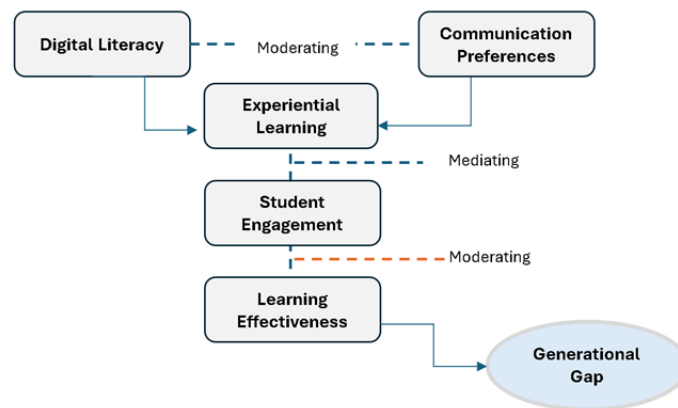 Digital Literacy
Moderating
Communication
Preferences
Experiential
Learning
Mediating
Student
Engagement
Moderating
Learning
Effectiveness
Generational
Gap